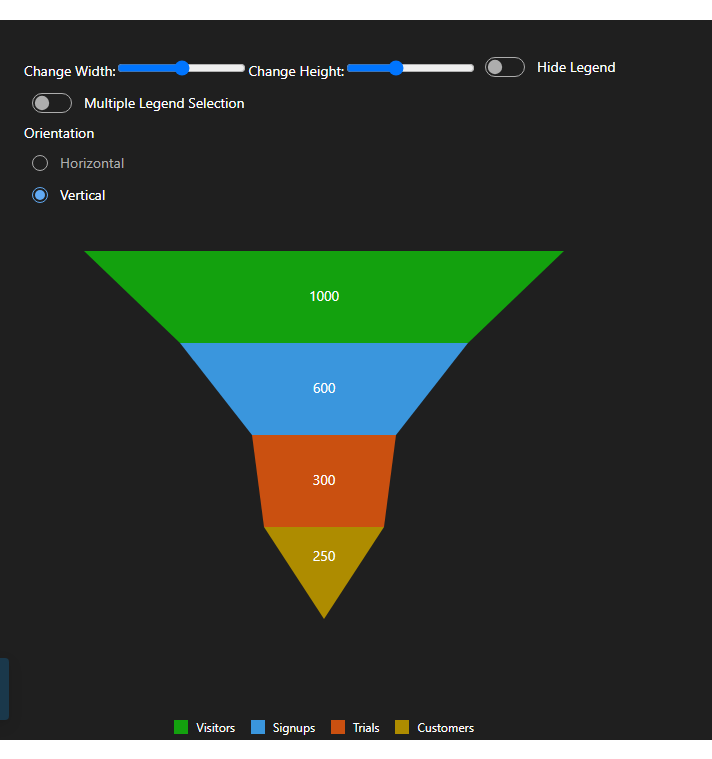 Change Width: Change Height: Hide Legend
Multiple Legend Selection
Orientation
Horizontal
Vertical
1000
600
300
250
Visitors Signups Trials Customers